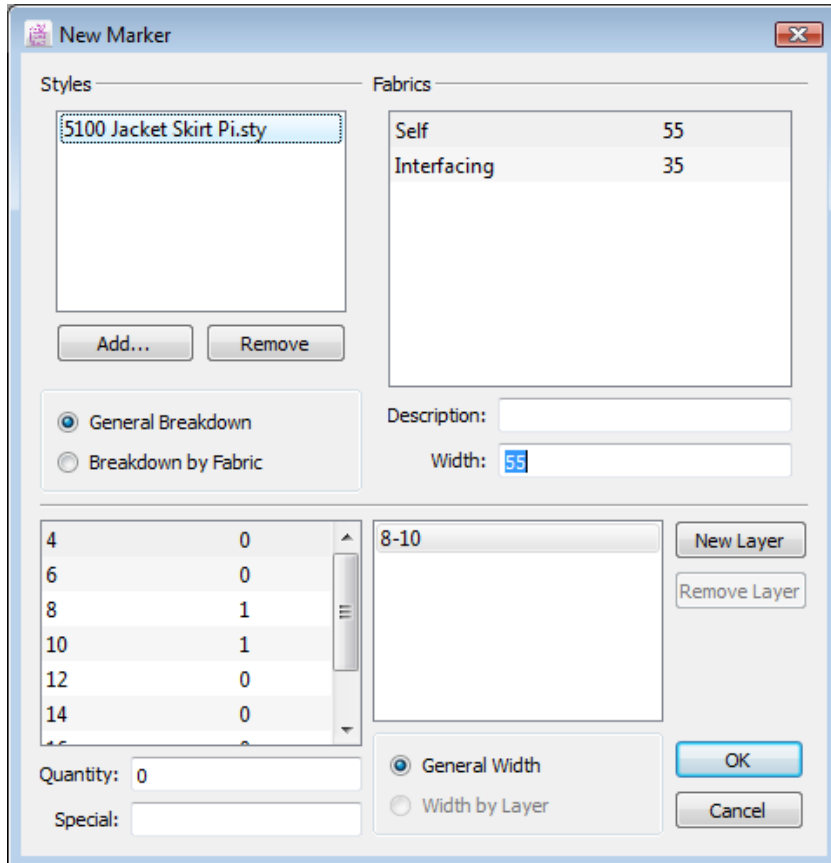 New Marker
Styles
5100 Jacket Skirt Pi.sty
Add...
Remove
General Breakdown
Breakdown by Fabric
Fabrics
Self 55
Interfacing 35
Description:
Width: 55
4 0
6 0
8 1
10 1
12 0
14 0
Quantity: 0
Special:
8-10
New Layer
Remove Layer
General Width
Width by Layer
OK
Cancel